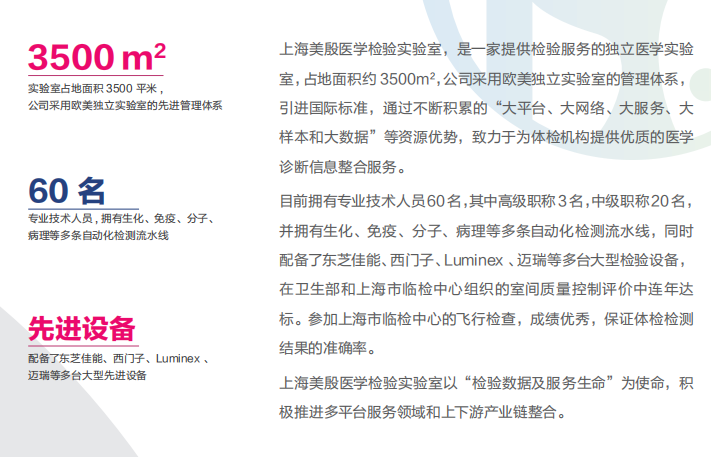 3500 m²
实验室占地面积 3500 平米，
公司采用欧美独立实验室的先进管理体系
60 名
专业技术人员，拥有生化、免疫、分子、
病理等多条自动化检测流水线
先进设备
配备了东芝佳能、西门子、Luminex 、
迈瑞等多台大型先进设备
上海美殷医学检验实验室，是一家提供检验服务的独立医学实验
室，占地面积约 3500m²，公司采用欧美独立实验室的管理体系，
引进国际标准，通过不断积累的“大平台、大网络、大服务、大
样本和大数据”等资源优势，致力于为体检机构提供优质的医学
诊断信息整合服务。
目前拥有专业技术人员60名，其中高级职称3名，中级职称20名，
并拥有生化、免疫、分子、病理等多条自动化检测流水线，同时
配备了东芝佳能、西门子、Luminex 、迈瑞等多台大型检验设备，
在卫生部和上海市临检中心组织的室间质量控制评价中连年达
标。参加上海市临检中心的飞行检查，成绩优秀，保证体检检测
结果的准确率。
上海美殷医学检验实验室以“检验数据及服务生命”为使命，积
极推进多平台服务领域和上下游产业链整合。